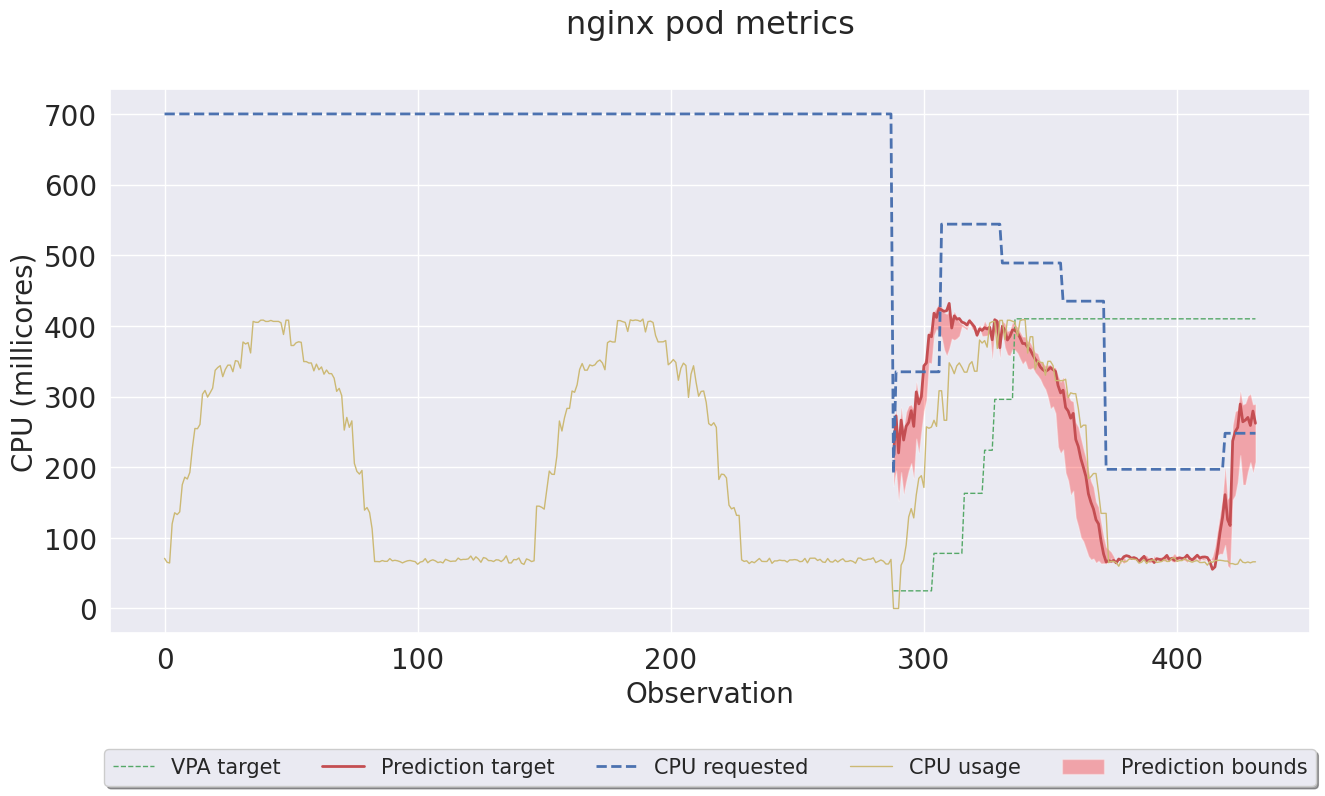 nginx pod metrics
700
600
500
400
300
200
100
0
CPU (millicores)
0 100 200 300 400
Observation
VPA target Prediction target CPU requested CPU usage Prediction bounds